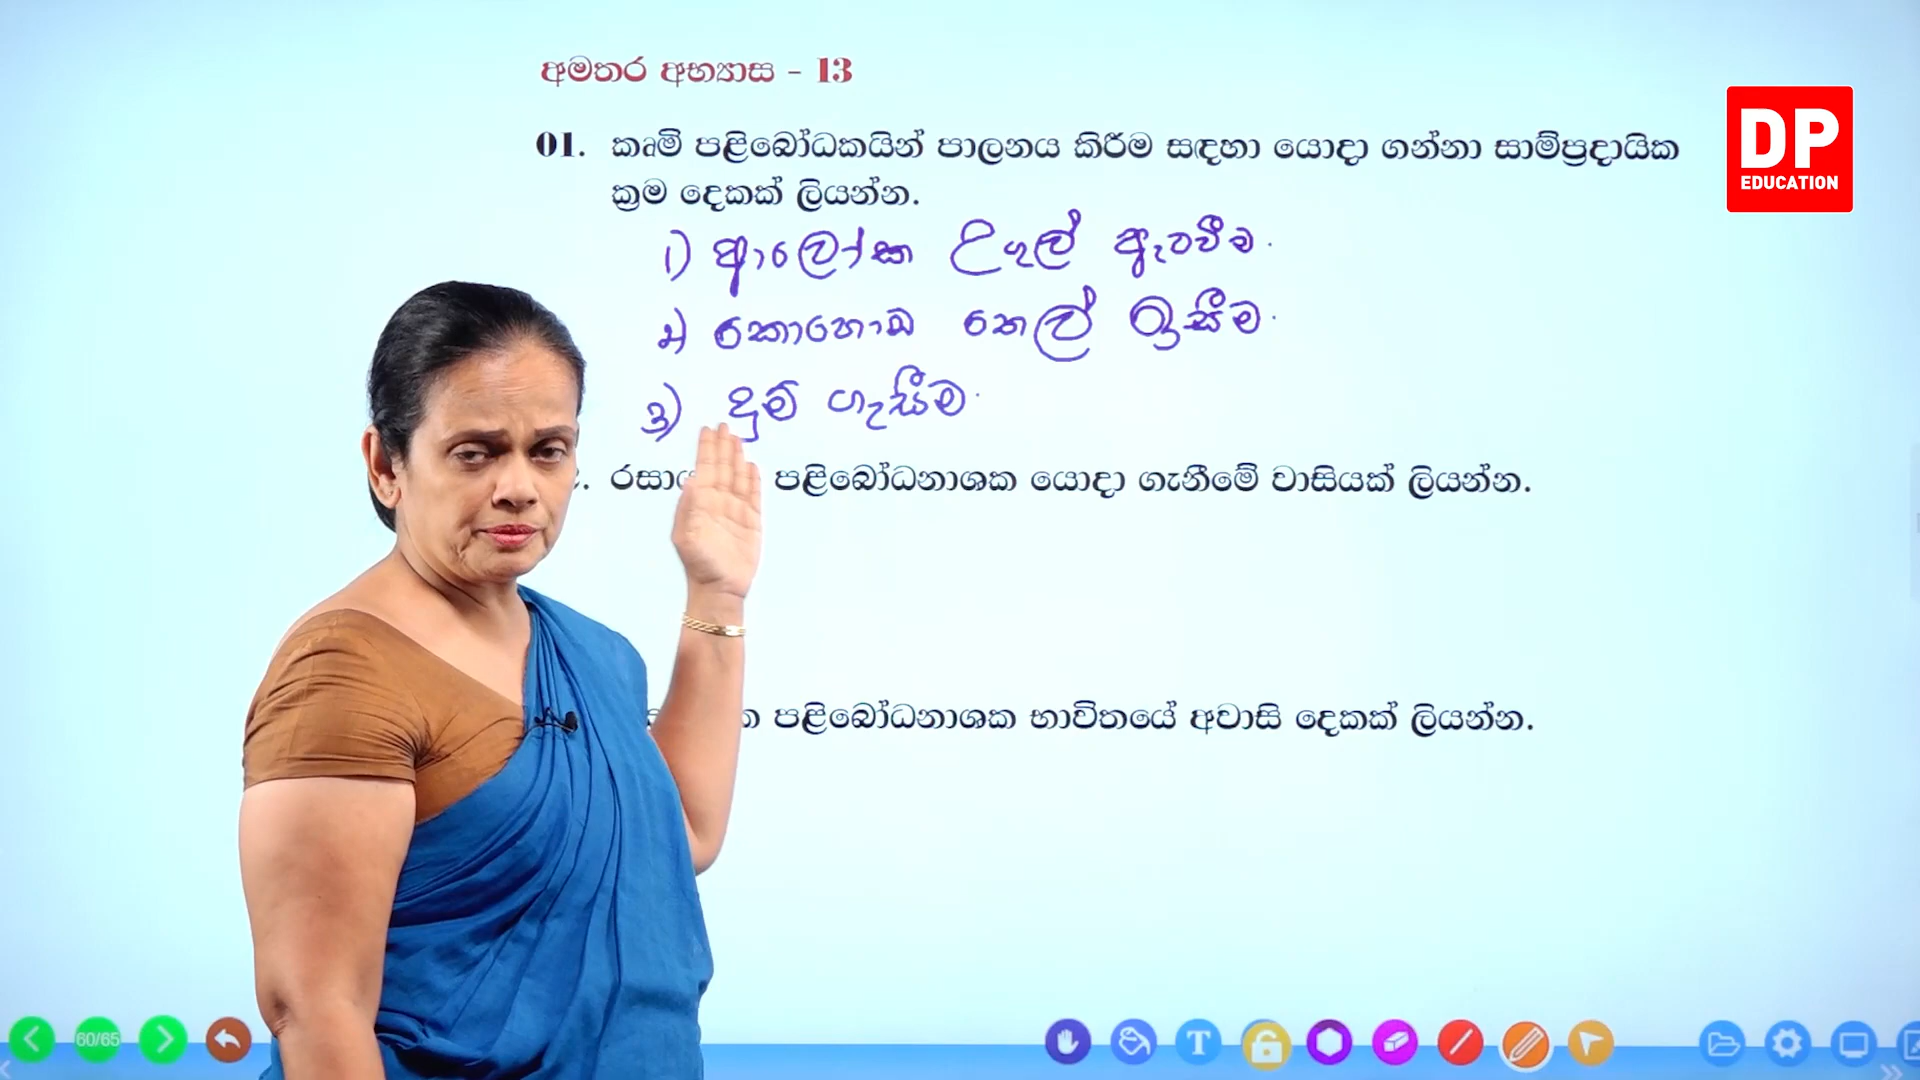 අමතර අභ්‍යාස - 13
01. කෘමි පළිබෝධකයින් පාලනය කිරීම සඳහා යොදා ගන්නා සාම්ප්‍රදායික
ක්‍රම දෙකක් ලියන්න.
1) ආලෝක උගුල් ඇටවීම.
2) කොහොඹ තෙල් ඉසීම.
3) දුම් ගැසීම.
පළිබෝධනාශක යොදා ගැනීමේ වාසියක් ලියන්න.
පළිබෝධනාශක භාවිතයේ අවාසි දෙකක් ලියන්න.
DP
EDUCATION
60/65
T